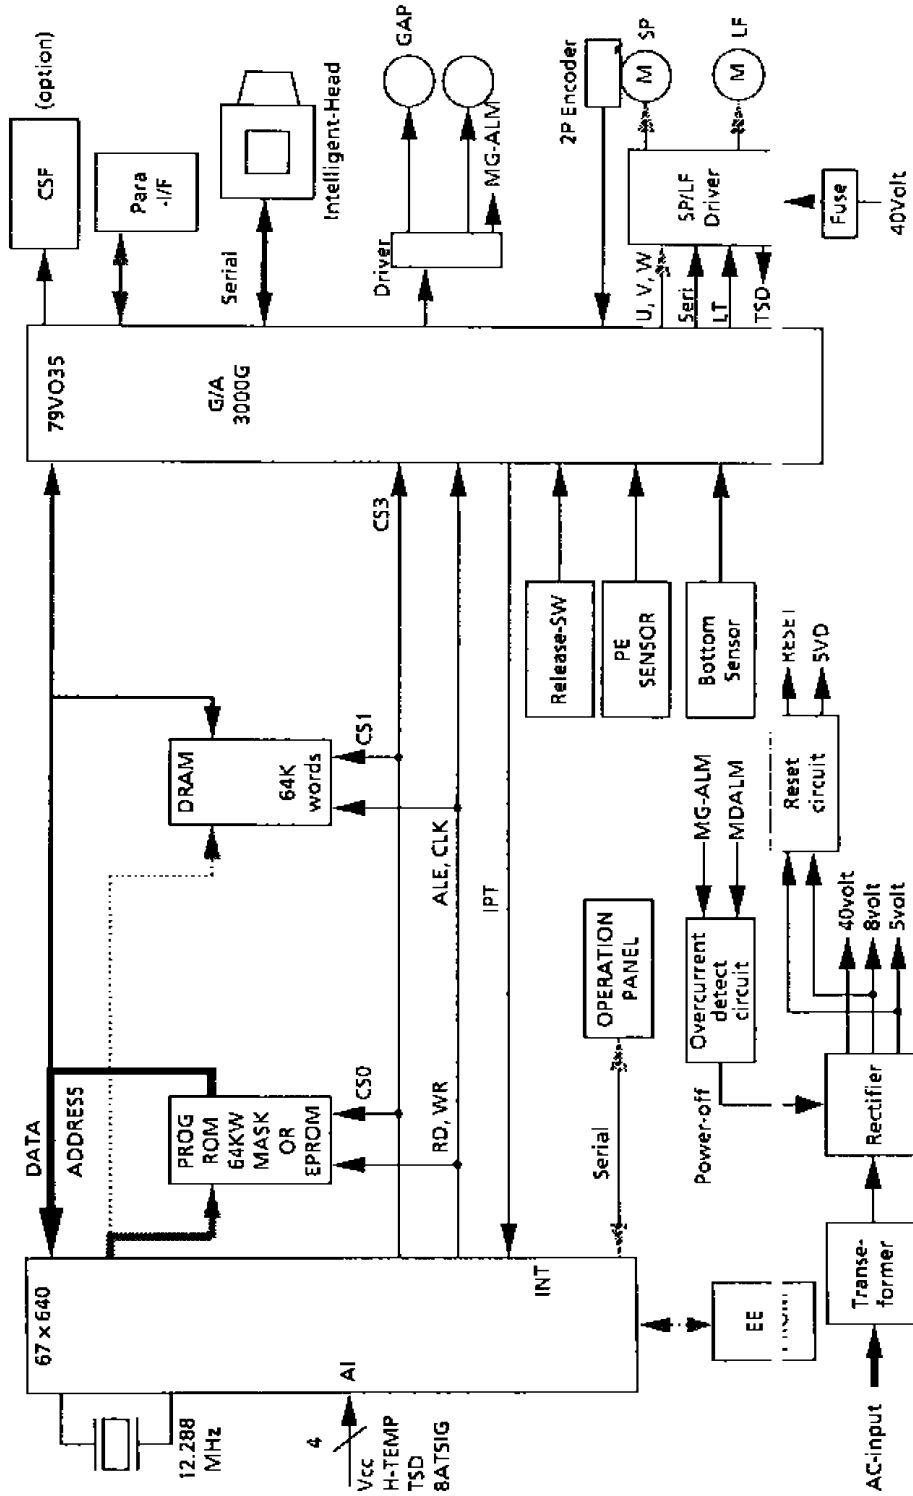 12.288
MHz
4
Vcc
H-TEMP
TSD
BATSIG
AC-input
67×640
AI
INT
EE
Transe-
former
DATA
ADDRESS
PROG
ROM
64KW
MASK
OR
EPROM
CS0
RD, WR
Serial
Power-off
Rectifier
OPERATION
PANEL
Overcurrent
detect
circuit
40volt
8volt
5volt
DRAM
64K
words
CS1
ALE, CLK
IPT
MG-ALM
MDALM
Reset
circuit
RESET
5VD
Release-SW
PE
SENSOR
Bottom
Sensor
CS3
79VO35
G/A
3000G
Serial
Driver
U, V, W
Seri
LT
TSD
CSF
(option)
Para
-I/F
Intelligent-Head
GAP
MG-ALM
2P Encoder
M
SP
M
LF
SP/LF
Driver
Fuse
40Volt